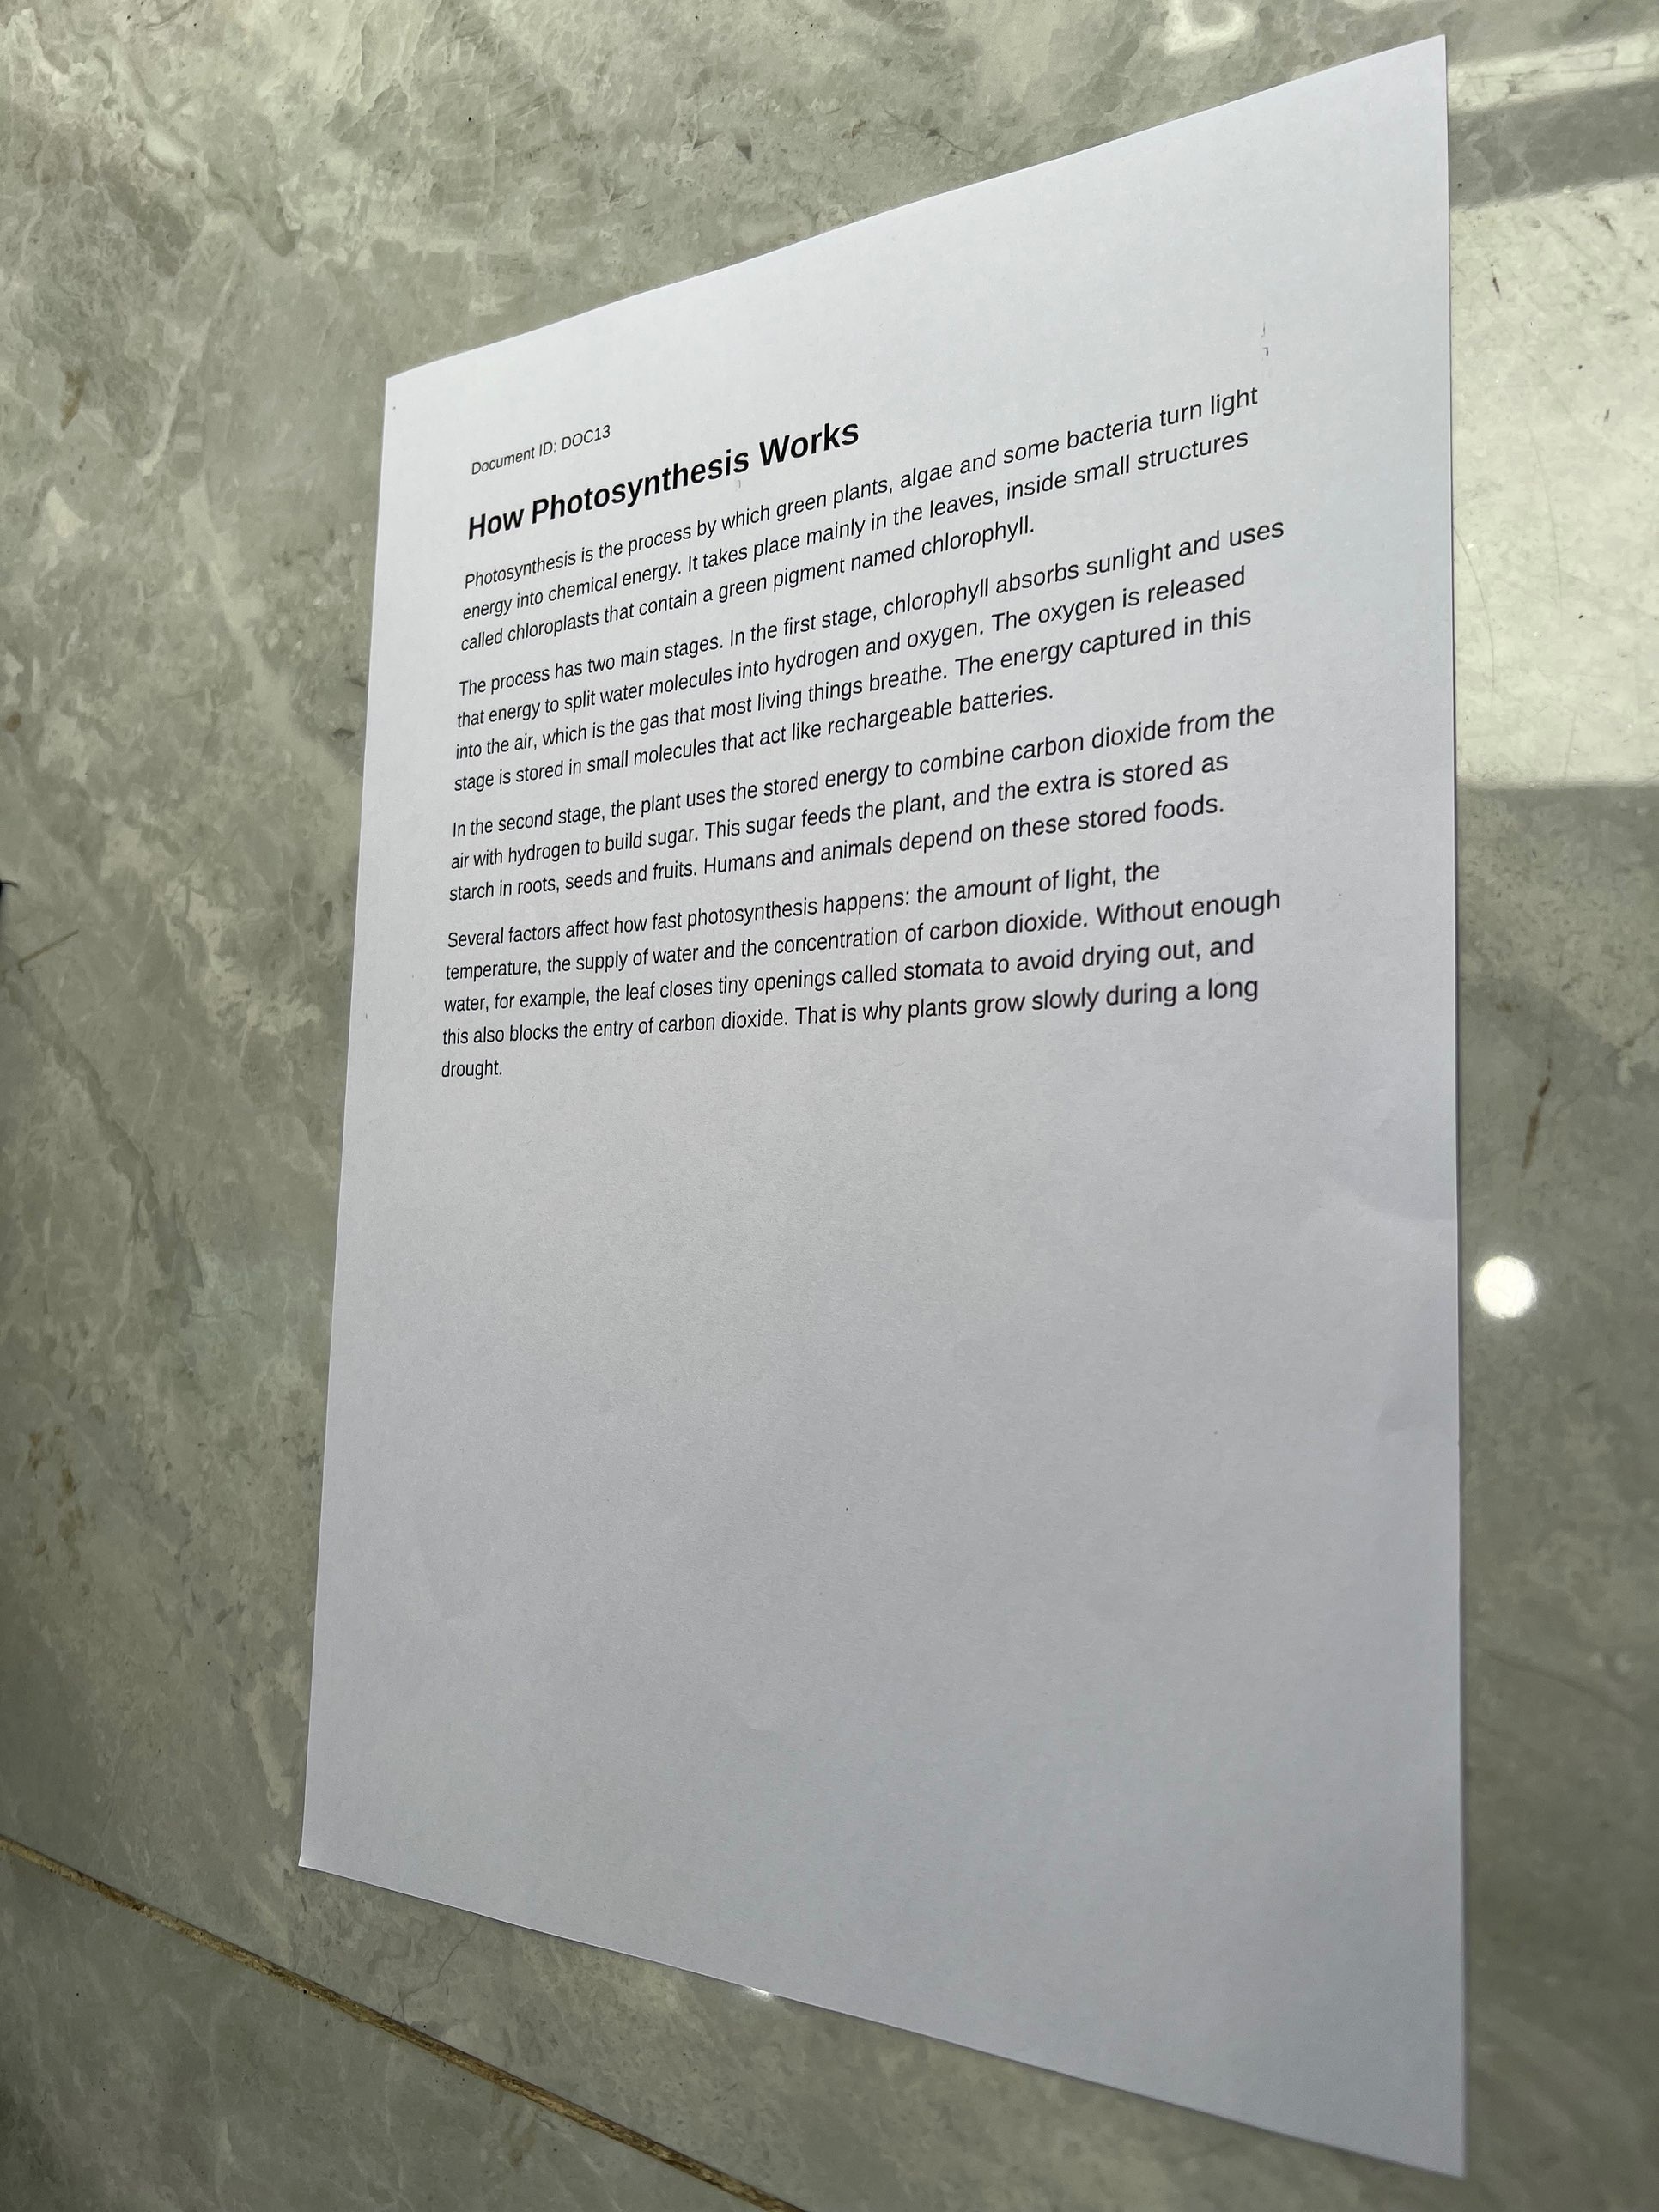 Document ID: DOC13
How Photosynthesis Works
Photosynthesis is the process by which green plants, algae and some bacteria turn light
energy into chemical energy. It takes place mainly in the leaves, inside small structures
called chloroplasts that contain a green pigment named chlorophyll.
The process has two main stages. In the first stage, chlorophyll absorbs sunlight and uses
that energy to split water molecules into hydrogen and oxygen. The oxygen is released
into the air, which is the gas that most living things breathe. The energy captured in this
stage is stored in small molecules that act like rechargeable batteries.
In the second stage, the plant uses the stored energy to combine carbon dioxide from the
air with hydrogen to build sugar. This sugar feeds the plant, and the extra is stored as
starch in roots, seeds and fruits. Humans and animals depend on these stored foods.
Several factors affect how fast photosynthesis happens: the amount of light, the
temperature, the supply of water and the concentration of carbon dioxide. Without enough
water, for example, the leaf closes tiny openings called stomata to avoid drying out, and
this also blocks the entry of carbon dioxide. That is why plants grow slowly during a long
drought.